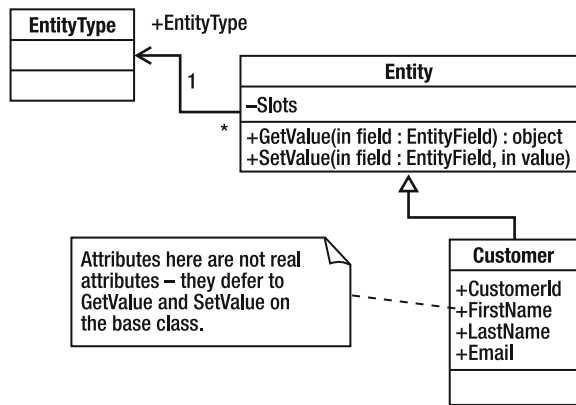 EntityType
+EntityType
1
*
Entity
–Slots
+GetValue(in field : EntityField) : object
+SetValue(in field : EntityField, in value)
Attributes here are not real
attributes – they defer to
GetValue and SetValue on
the base class.
Customer
+CustomerId
+FirstName
+LastName
+Email